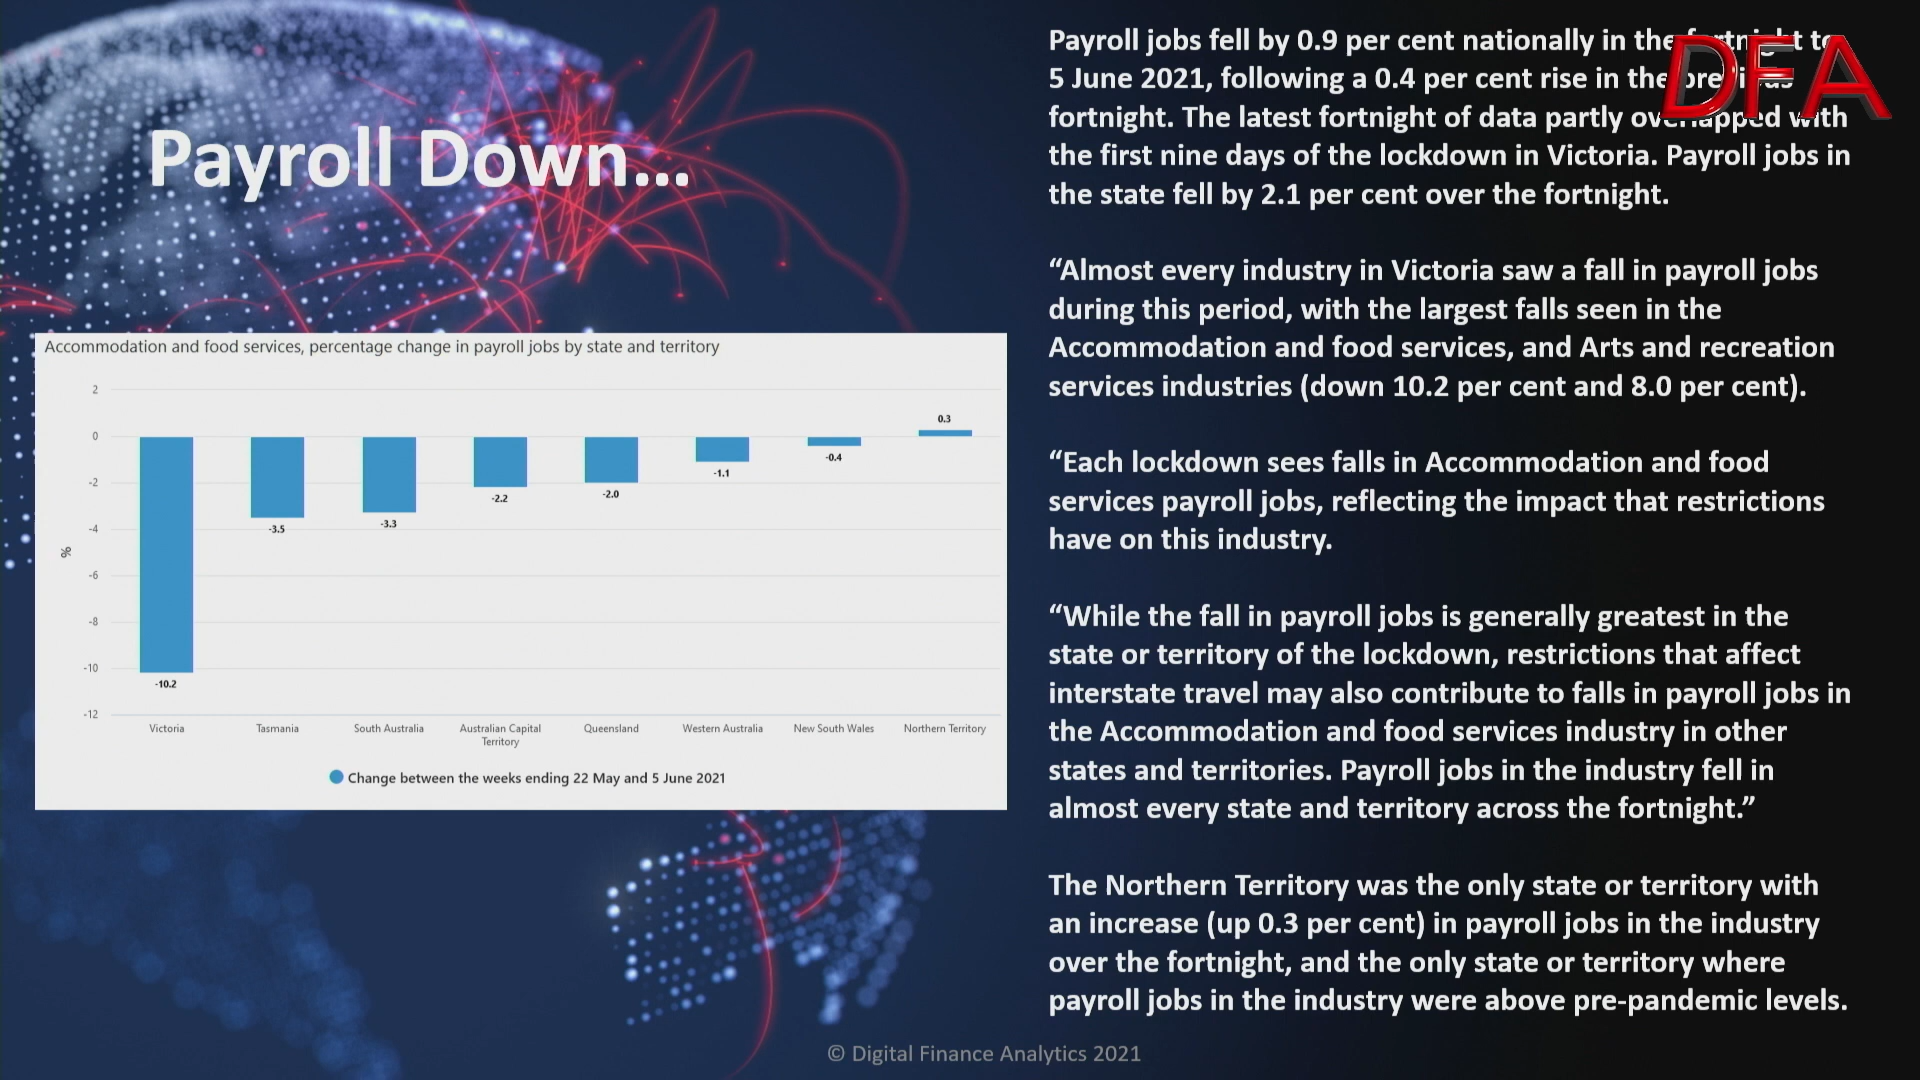 Payroll Down...
Accommodation and food services, percentage change in payroll jobs by state and territory
2
0
-2
-4
-6
-8
-10
-12
%
-10.2
-3.5
-3.3
-2.2
-2.0
-1.1
-0.4
0.3
Victoria
Tasmania
South Australia
Australian Capital
Territory
Queensland
Western Australia
New South Wales
Northern Territory
Change between the weeks ending 22 May and 5 June 2021
Payroll jobs fell by 0.9 per cent nationally in the fortnight to
5 June 2021, following a 0.4 per cent rise in the previous
fortnight. The latest fortnight of data partly overlapped with
the first nine days of the lockdown in Victoria. Payroll jobs in
the state fell by 2.1 per cent over the fortnight.
“Almost every industry in Victoria saw a fall in payroll jobs
during this period, with the largest falls seen in the
Accommodation and food services, and Arts and recreation
services industries (down 10.2 per cent and 8.0 per cent).
“Each lockdown sees falls in Accommodation and food
services payroll jobs, reflecting the impact that restrictions
have on this industry.
“While the fall in payroll jobs is generally greatest in the
state or territory of the lockdown, restrictions that affect
interstate travel may also contribute to falls in payroll jobs in
the Accommodation and food services industry in other
states and territories. Payroll jobs in the industry fell in
almost every state and territory across the fortnight.”
The Northern Territory was the only state or territory with
an increase (up 0.3 per cent) in payroll jobs in the industry
over the fortnight, and the only state or territory where
payroll jobs in the industry were above pre-pandemic levels.
DFA
© Digital Finance Analytics 2021